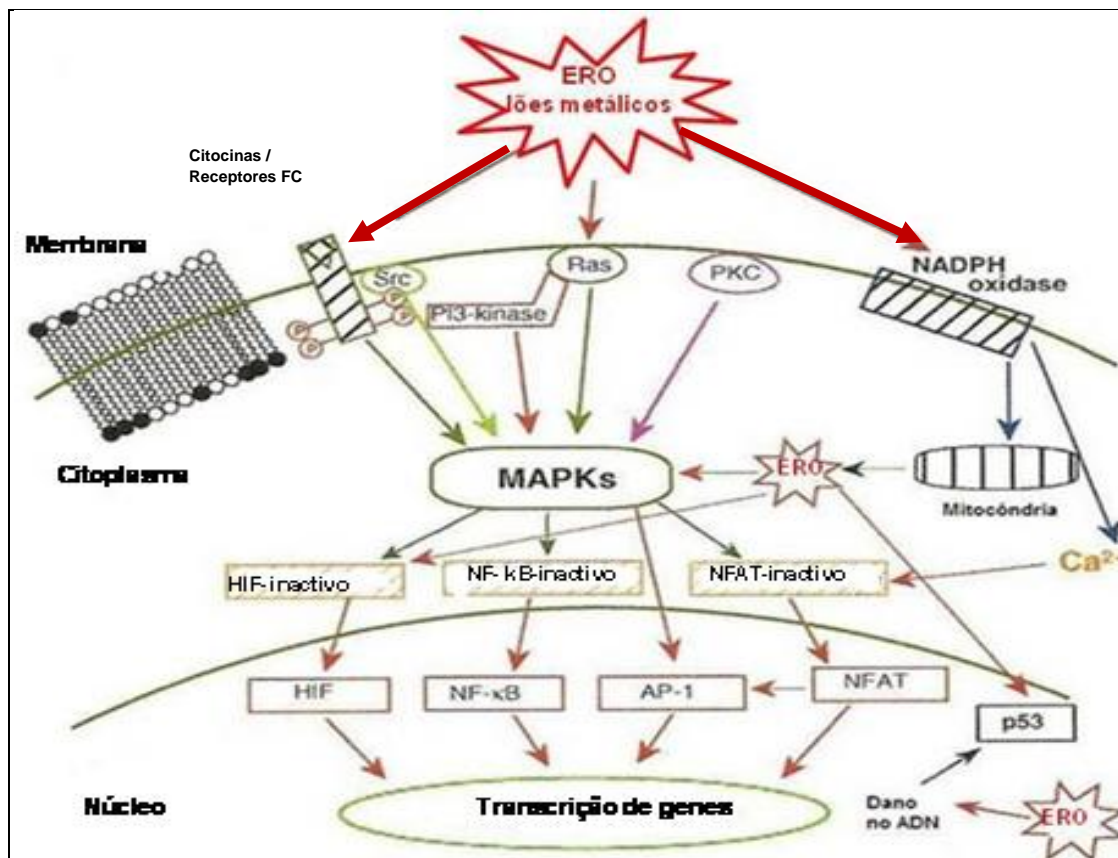 ERO
Iões metálicos
Citocinas /
Receptores FC
Membrana
Src
Ras
PKC
NADPH
oxidase
PI3-kinase
P
P
P
P
Citoplasma
MAPKs
ERO
Mitocôndria
Ca²⁺
HIF-inactivo
NF-kB-inactivo
NFAT-inactivo
HIF
NF-κB
AP-1
NFAT
p53
Núcleo
Transcrição de genes
Dano
no ADN
ERO